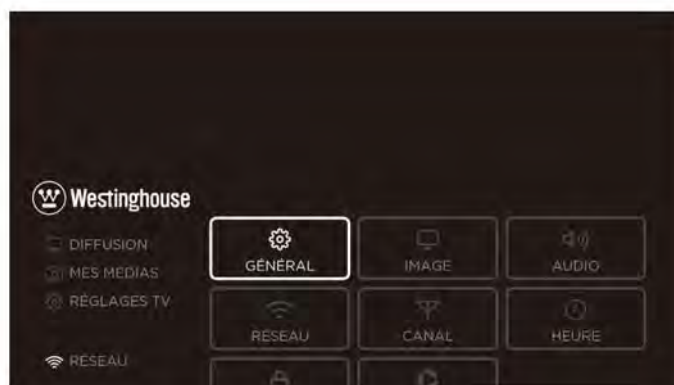 Westinghouse
DIFFUSION
MES MEDIAS
RÉGLAGES TV
RÉSEAU
GÉNÉRAL
IMAGE
AUDIO
RÉSEAU
CANAL
HEURE